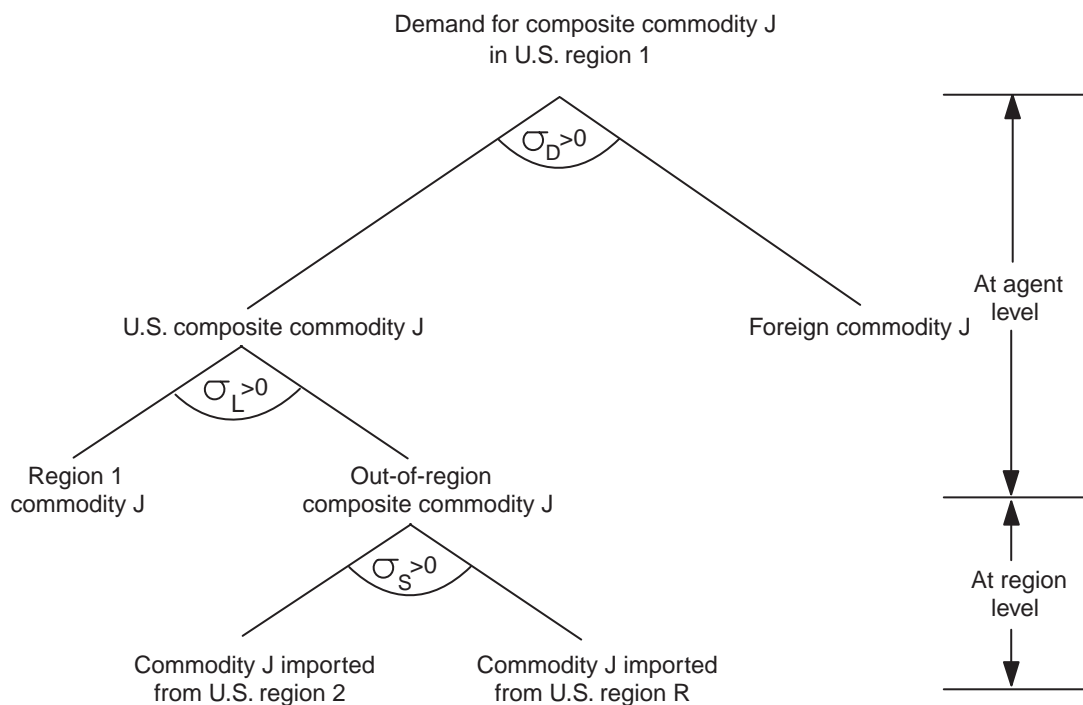 Demand for composite commodity J
in U.S. region 1
σD>0
U.S. composite commodity J
Foreign commodity J
At agent
level
σL>0
Region 1
commodity J
Out-of-region
composite commodity J
σS>0
At region
level
Commodity J imported
from U.S. region 2
Commodity J imported
from U.S. region R